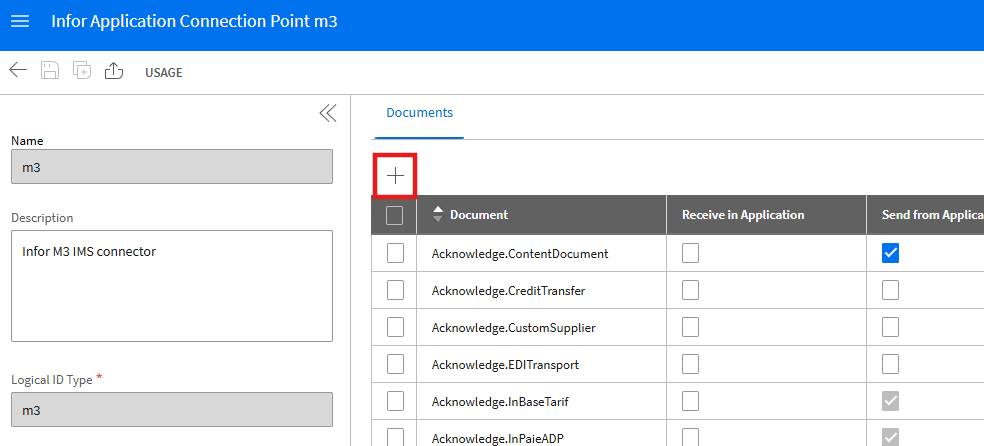 Infor Application Connection Point m3
USAGE
Name
m3
Description
Infor M3 IMS connector
Logical ID Type *
m3
Documents
Document Receive in Application Send from Applica
Acknowledge.ContentDocument
Acknowledge.CreditTransfer
Acknowledge.CustomSupplier
Acknowledge.EDITransport
Acknowledge.InBaseTarif
Acknowledge.InPaieADP